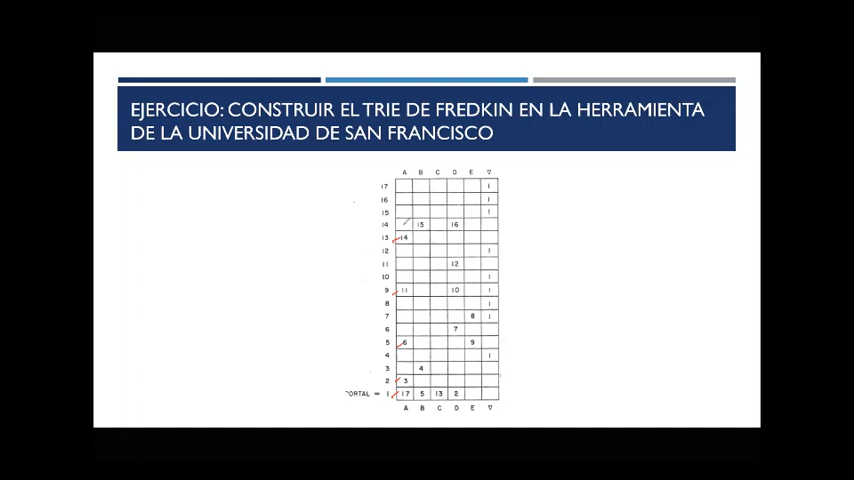 EJERCICIO: CONSTRUIR EL TRIE DE FREDKIN EN LA HERRAMIENTA
DE LA UNIVERSIDAD DE SAN FRANCISCO
A B C D E ▽
17 1
16 1
15 1
14 15 16
13 14
12 1
11 12
10 1
9 11 10 1
8 1
7 8 1
6 7
5 6 9
4 1
3 4
2 3
PORTAL = 1 17 5 13 2
A B C D E ▽